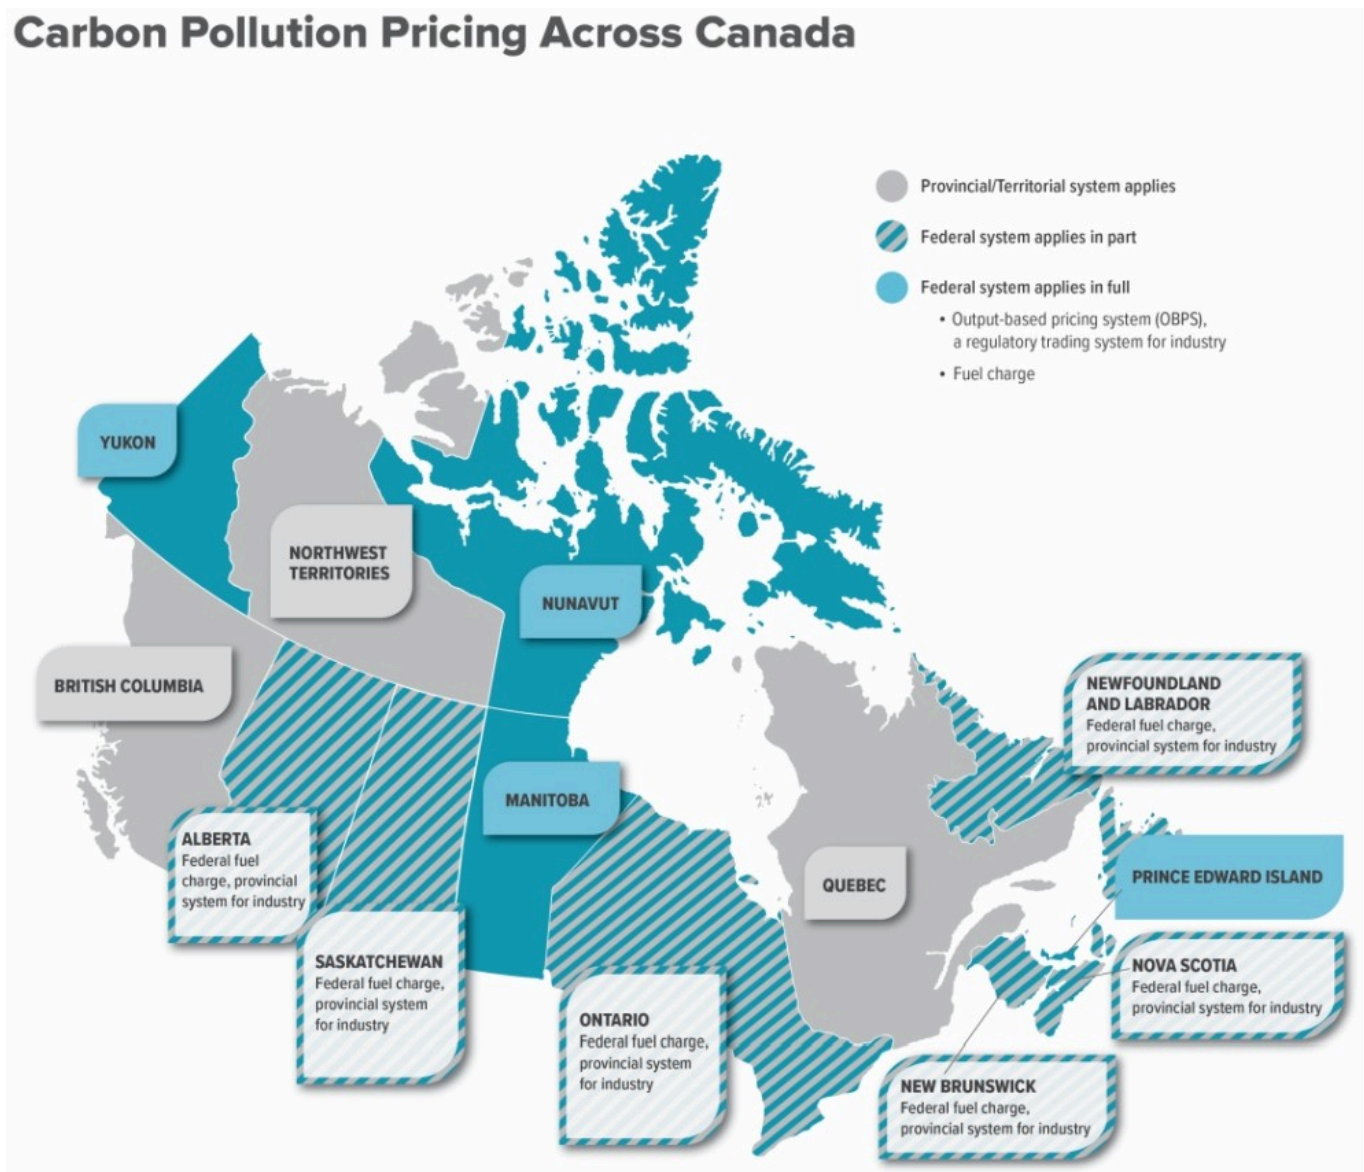 Carbon Pollution Pricing Across Canada
Provincial/Territorial system applies
Federal system applies in part
Federal system applies in full
• Output-based pricing system (OBPS),
a regulatory trading system for industry
• Fuel charge
YUKON
NORTHWEST
TERRITORIES
NUNAVUT
BRITISH COLUMBIA
NEWFOUNDLAND
AND LABRADOR
Federal fuel charge,
provincial system for industry
MANITOBA
ALBERTA
Federal fuel
charge, provincial
system for industry
QUEBEC
PRINCE EDWARD ISLAND
SASKATCHEWAN
Federal fuel charge,
provincial system
for industry
NOVA SCOTIA
Federal fuel charge,
provincial system for industry
ONTARIO
Federal fuel charge,
provincial system
for industry
NEW BRUNSWICK
Federal fuel charge,
provincial system for industry